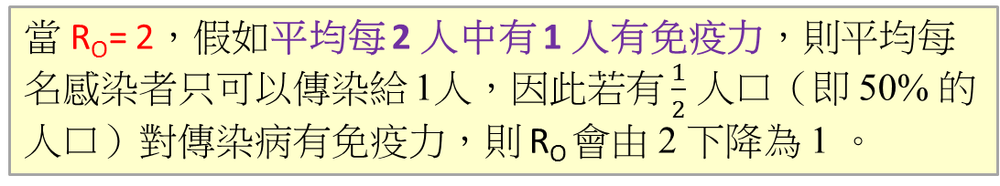 當 R₀= 2，假如平均每 2 人中有 1 人有免疫力，則平均每
名感染者只可以傳染給 1人，因此若有 1/2 人口（即 50% 的
人口）對傳染病有免疫力，則 R₀ 會由 2 下降為 1 。